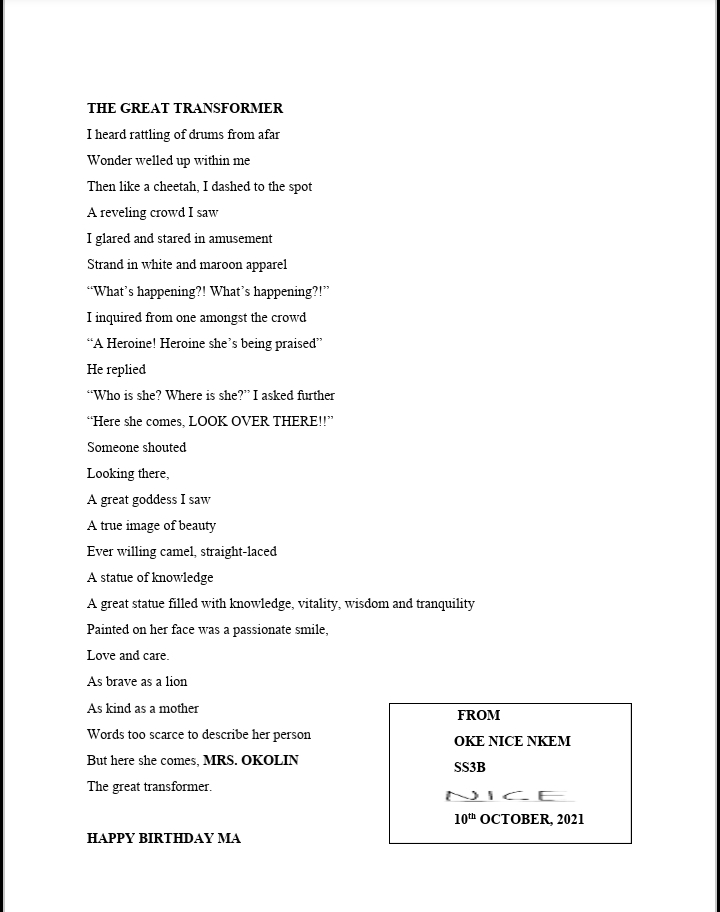 THE GREAT TRANSFORMER
I heard rattling of drums from afar
Wonder welled up within me
Then like a cheetah, I dashed to the spot
A reveling crowd I saw
I glared and stared in amusement
Strand in white and maroon apparel
“What’s happening?! What’s happening?!”
I inquired from one amongst the crowd
“A Heroine! Heroine she’s being praised”
He replied
“Who is she? Where is she?” I asked further
“Here she comes, LOOK OVER THERE!!”
Someone shouted
Looking there,
A great goddess I saw
A true image of beauty
Ever willing camel, straight-laced
A statue of knowledge
A great statue filled with knowledge, vitality, wisdom and tranquility
Painted on her face was a passionate smile,
Love and care.
As brave as a lion
As kind as a mother
Words too scarce to describe her person
But here she comes, MRS. OKOLIN
The great transformer.
HAPPY BIRTHDAY MA
FROM
OKE NICE NKEM
SS3B
NICE
10th OCTOBER, 2021